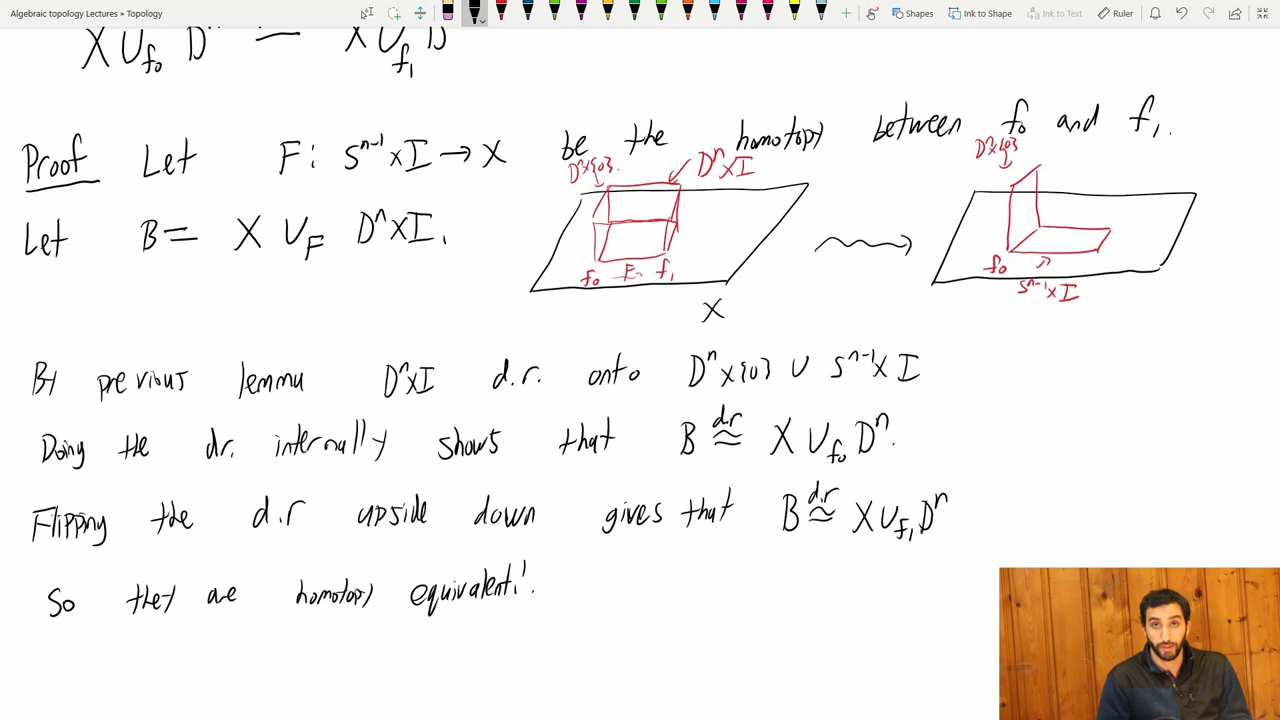 Algebraic topology Lectures » Topology
Shapes
Ink to Shape
Ink to Text
Ruler
X ∪_{f₀} Dⁿ ≃ X ∪_{f₁} D
Proof Let F: Sⁿ⁻¹×I → X be the homotopy between f₀ and f₁.
Let B = X ∪_F Dⁿ×I.
Dⁿ×{0}
Dⁿ×I
f₀ F f₁
X
Dⁿ×{0}
f₀
Sⁿ⁻¹×I
By previous lemma Dⁿ×I d.r. onto Dⁿ×{0} ∪ Sⁿ⁻¹×I
Doing the d.r. internally shows that B ≈ᵈ·ʳ X ∪_{f₀} Dⁿ.
Flipping the d.r upside down gives that B ≈ᵈ·ʳ X ∪_{f₁} Dⁿ
So they are homotopy equivalent.